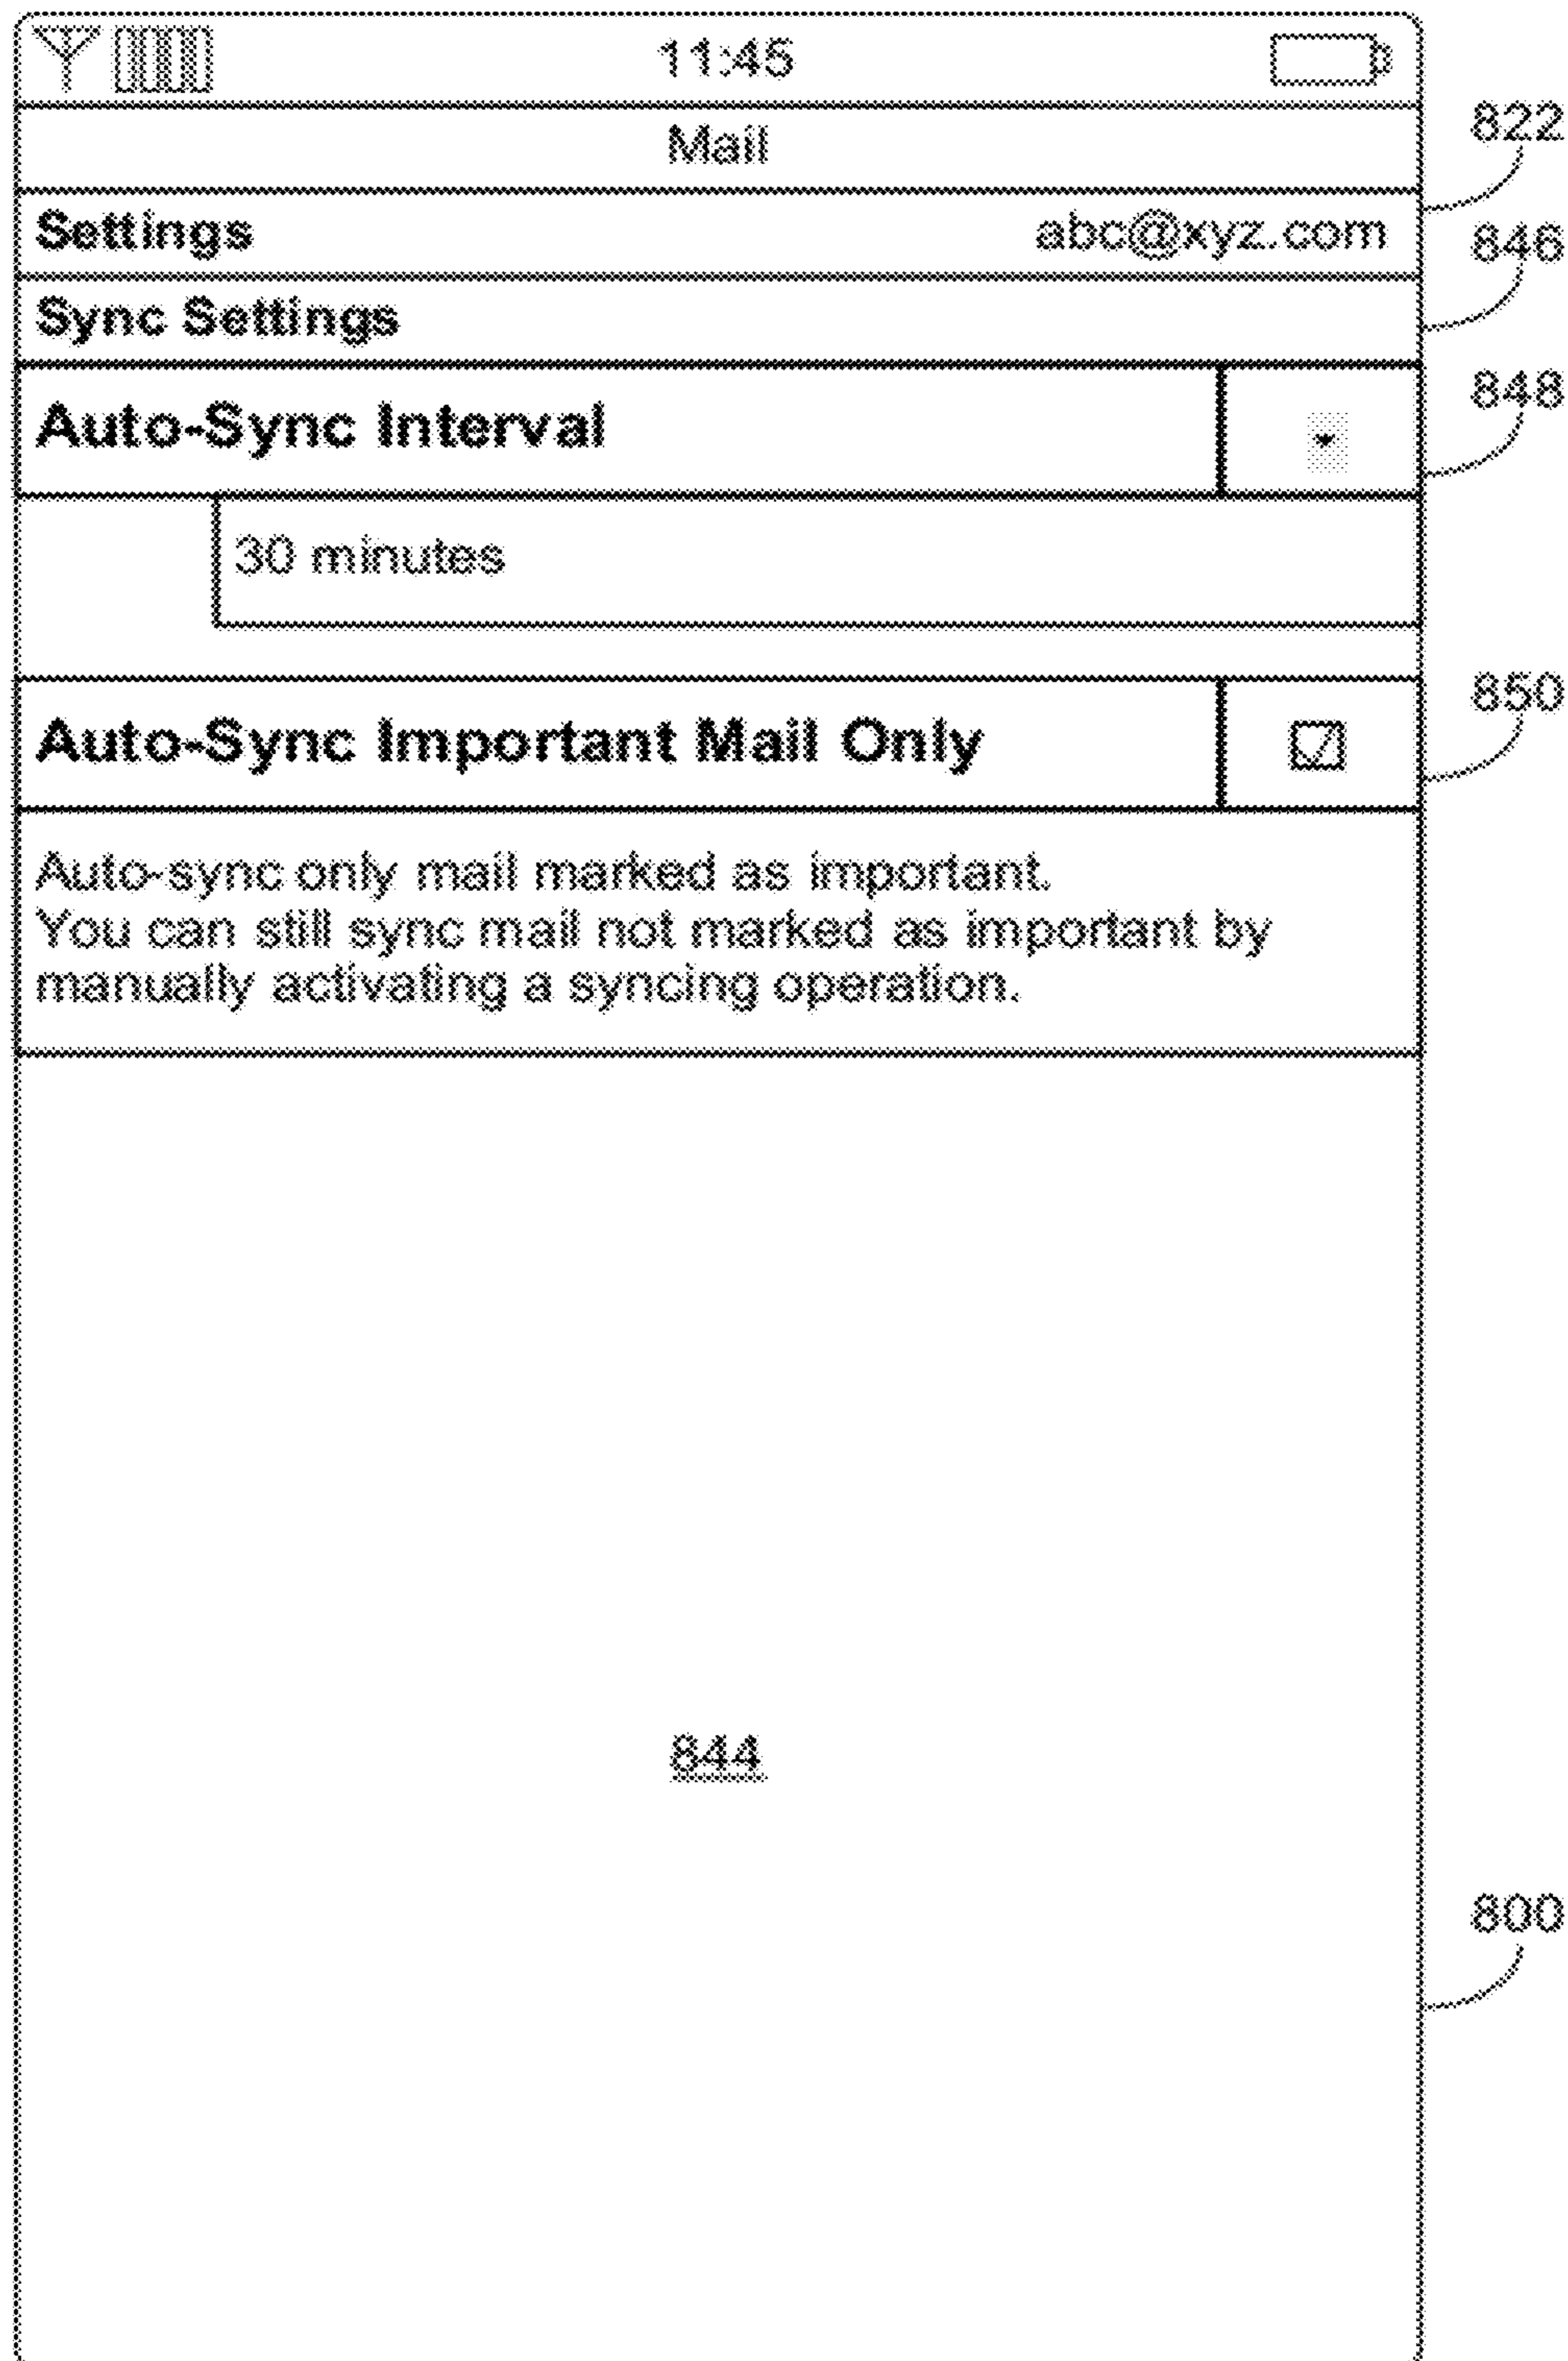 11:45
Mail
822
Settings abc@xyz.com
846
Sync Settings
848
Auto-Sync Interval
30 minutes
850
Auto-Sync Important Mail Only
Auto-sync only mail marked as important.
You can still sync mail not marked as important by
manually activating a syncing operation.
844
800